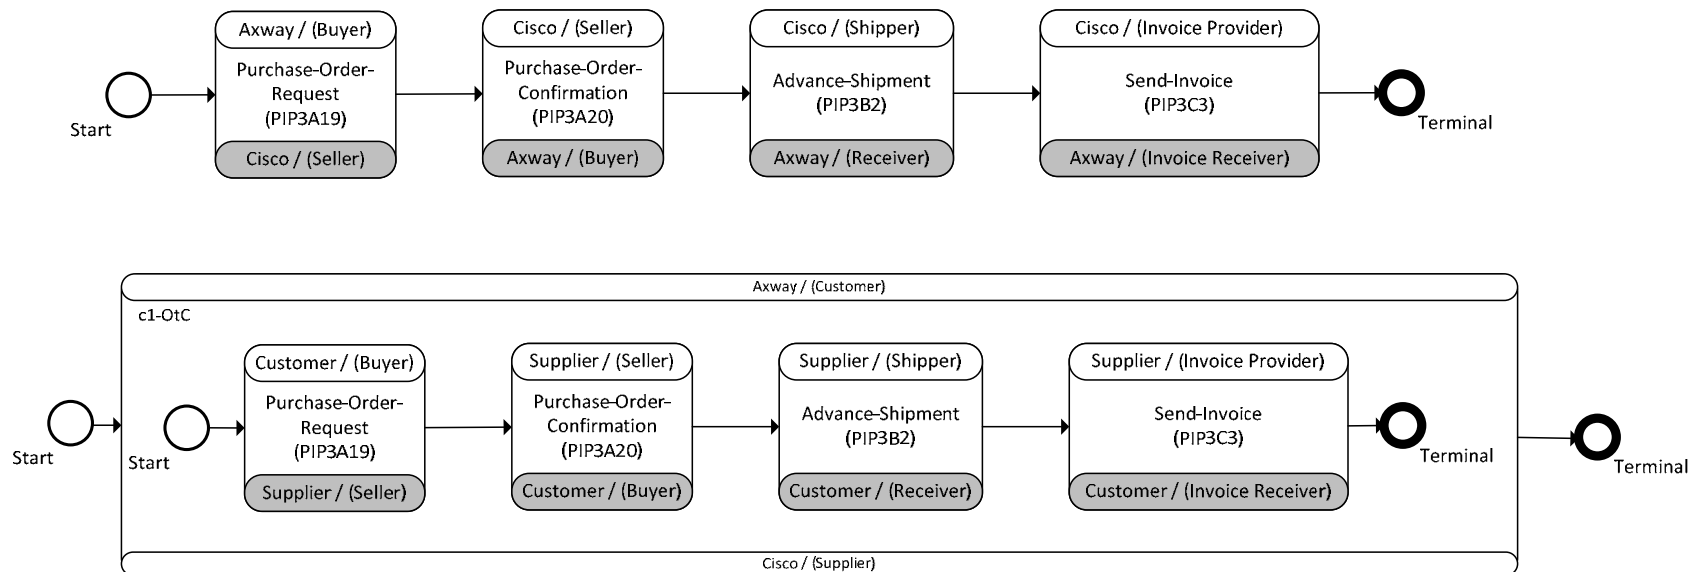 Axway / (Buyer)
Purchase-Order-
Request
(PIP3A19)
Cisco / (Seller)
Cisco / (Seller)
Purchase-Order-
Confirmation
(PIP3A20)
Axway / (Buyer)
Cisco / (Shipper)
Advance-Shipment
(PIP3B2)
Axway / (Receiver)
Cisco / (Invoice Provider)
Send-Invoice
(PIP3C3)
Axway / (Invoice Receiver)
Start
Terminal
Axway / (Customer)
c1-OtC
Customer / (Buyer)
Purchase-Order-
Request
(PIP3A19)
Supplier / (Seller)
Supplier / (Seller)
Purchase-Order-
Confirmation
(PIP3A20)
Customer / (Buyer)
Supplier / (Shipper)
Advance-Shipment
(PIP3B2)
Customer / (Receiver)
Supplier / (Invoice Provider)
Send-Invoice
(PIP3C3)
Customer / (Invoice Receiver)
Start
Start
Terminal
Terminal
Cisco / (Supplier)